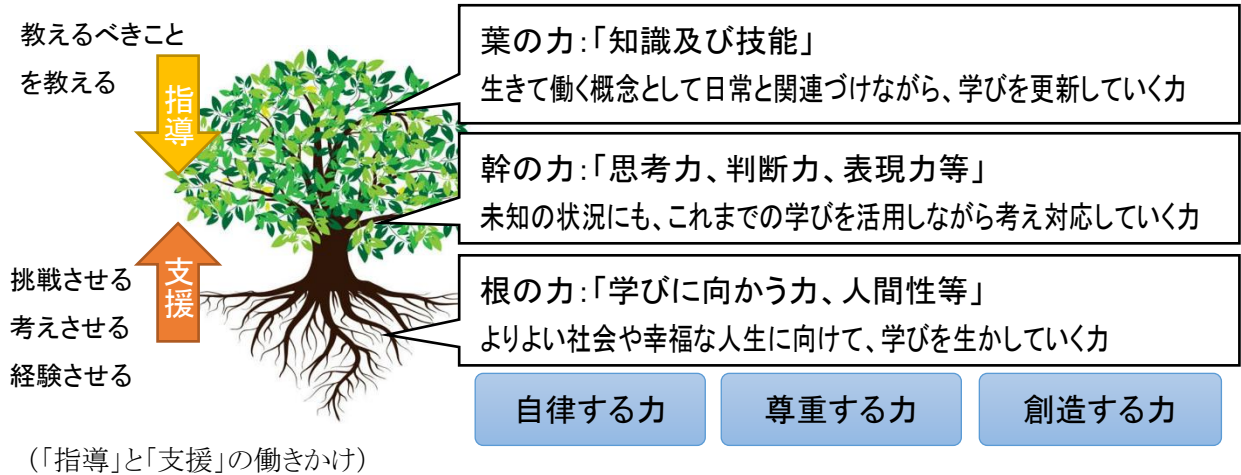 教えるべきこと
を教える
指導
葉の力：「知識及び技能」
生きて働く概念として日常と関連づけながら、学びを更新していく力
幹の力：「思考力、判断力、表現力等」
未知の状況にも、これまでの学びを活用しながら考え対応していく力
支援
挑戦させる
考えさせる
経験させる
根の力：「学びに向かう力、人間性等」
よりよい社会や幸福な人生に向けて、学びを生かしていく力
自律する力
尊重する力
創造する力
（「指導」と「支援」の働きかけ）